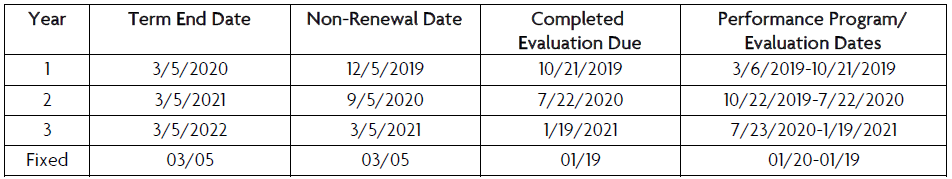 Year Term End Date Non-Renewal Date Completed Evaluation Due Performance Program/ Evaluation Dates
1 3/5/2020 12/5/2019 10/21/2019 3/6/2019-10/21/2019
2 3/5/2021 9/5/2020 7/22/2020 10/22/2019-7/22/2020
3 3/5/2022 3/5/2021 1/19/2021 7/23/2020-1/19/2021
Fixed 03/05 03/05 01/19 01/20-01/19